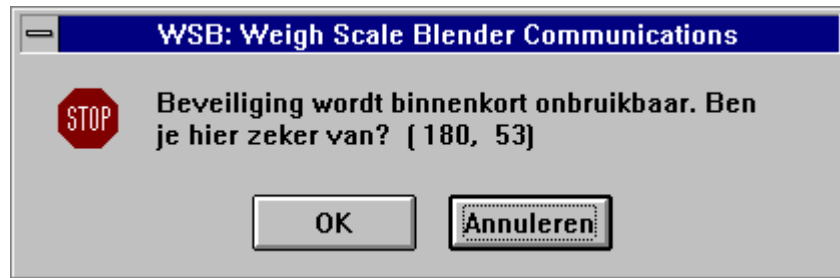 WSB: Weigh Scale Blender Communications
STOP
Beveiliging wordt binnenkort onbruikbaar. Ben
je hier zeker van? (180, 53)
OK
Annuleren